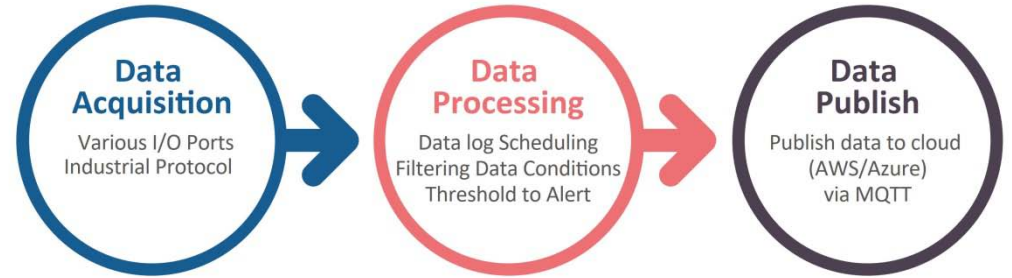 Data
Acquisition
Various I/O Ports
Industrial Protocol
Data
Processing
Data log Scheduling
Filtering Data Conditions
Threshold to Alert
Data
Publish
Publish data to cloud
(AWS/Azure)
via MQTT